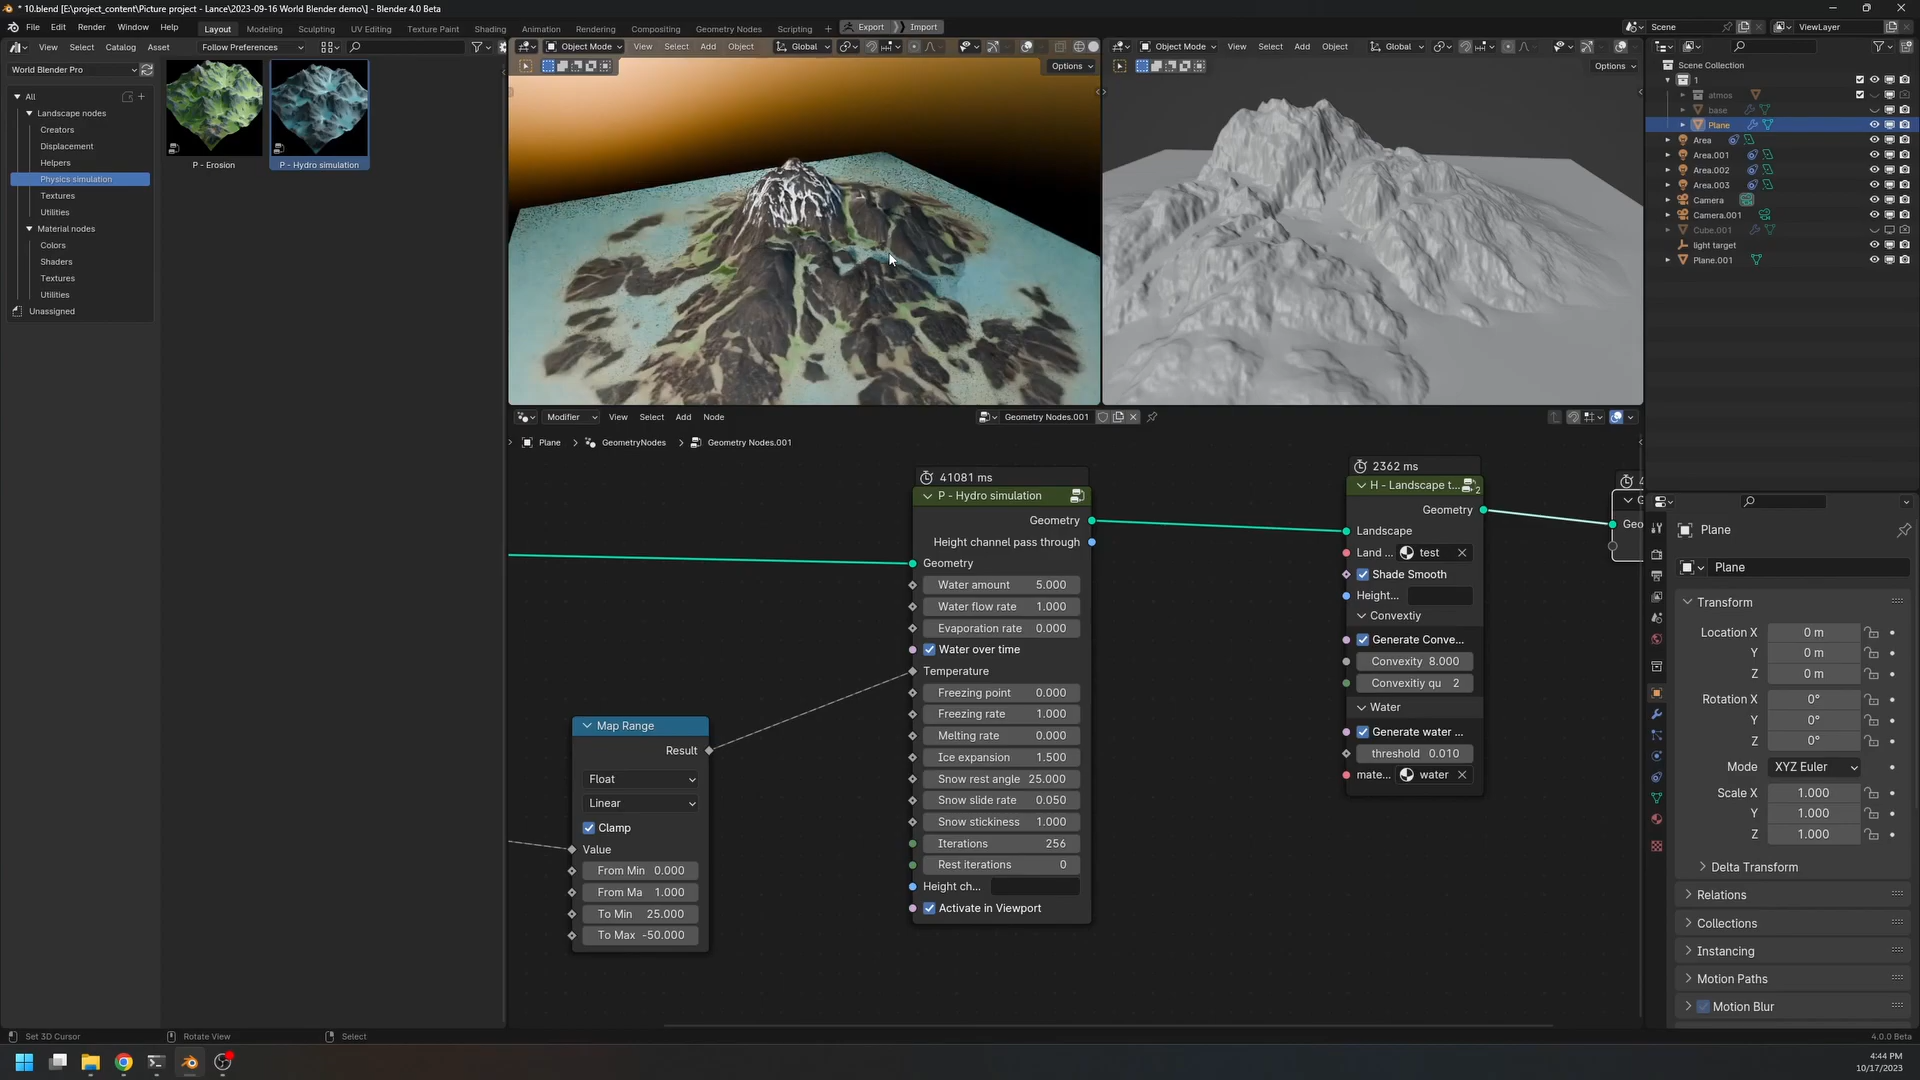 * 10.blend [E:\project_content\Picture project - Lance\2023-09-16 World Blender demo\] - Blender 4.0 Beta
File Edit Render Window Help Layout Modeling Sculpting UV Editing Texture Paint Shading Animation Rendering Compositing Geometry Nodes Scripting + Export Import Scene ViewLayer
View Select Catalog Asset Follow Preferences Object Mode View Select Add Object Global Object Mode View Select Add Object Global
World Blender Pro
Options
Options
All
Landscape nodes
Creators
Displacement
Helpers
Physics simulation
Textures
Utilities
Material nodes
Colors
Shaders
Textures
Utilities
Unassigned
P - Erosion
P - Hydro simulation
Scene Collection
1
atmos
base
Plane
Area
Area.001
Area.002
Area.003
Camera
Camera.001
Cube.001
light target
Plane.001
Modifier View Select Add Node Geometry Nodes.001
Plane GeometryNodes Geometry Nodes.001
41081 ms
P - Hydro simulation
Geometry
Height channel pass through
Geometry
Water amount 5.000
Water flow rate 1.000
Evaporation rate 0.000
Water over time
Temperature
Freezing point 0.000
Freezing rate 1.000
Melting rate 0.000
Ice expansion 1.500
Snow rest angle 25.000
Snow slide rate 0.050
Snow stickiness 1.000
Iterations 256
Rest iterations 0
Height ch...
Activate in Viewport
Map Range
Result
Float
Linear
Clamp
Value
From Min 0.000
From Ma 1.000
To Min 25.000
To Max -50.000
2362 ms
H - Landscape t... 2
Geometry
Landscape
Land ... test
Shade Smooth
Height...
Convextiy
Generate Conve...
Convexity 8.000
Convexitiy qu 2
Water
Generate water ...
threshold 0.010
mate... water
4
G
Geo
Plane
Plane
Transform
Location X 0 m
Y 0 m
Z 0 m
Rotation X 0°
Y 0°
Z 0°
Mode XYZ Euler
Scale X 1.000
Y 1.000
Z 1.000
Delta Transform
Relations
Collections
Instancing
Motion Paths
Motion Blur
Set 3D Cursor Rotate View Select 4.0.0 Beta
4:44 PM
10/17/2023